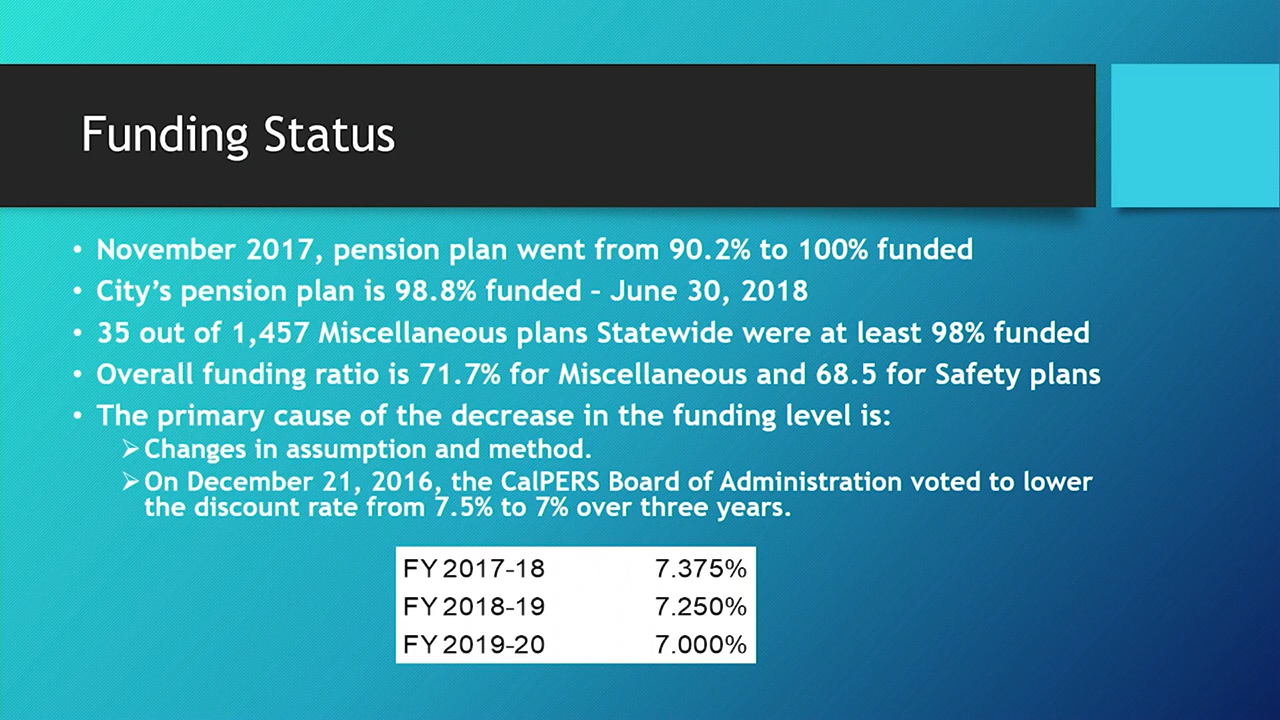 Funding Status
• November 2017, pension plan went from 90.2% to 100% funded
• City's pension plan is 98.8% funded – June 30, 2018
• 35 out of 1,457 Miscellaneous plans Statewide were at least 98% funded
• Overall funding ratio is 71.7% for Miscellaneous and 68.5 for Safety plans
• The primary cause of the decrease in the funding level is:
➢ Changes in assumption and method.
➢ On December 21, 2016, the CalPERS Board of Administration voted to lower
the discount rate from 7.5% to 7% over three years.
FY 2017-18 7.375%
FY 2018-19 7.250%
FY 2019-20 7.000%